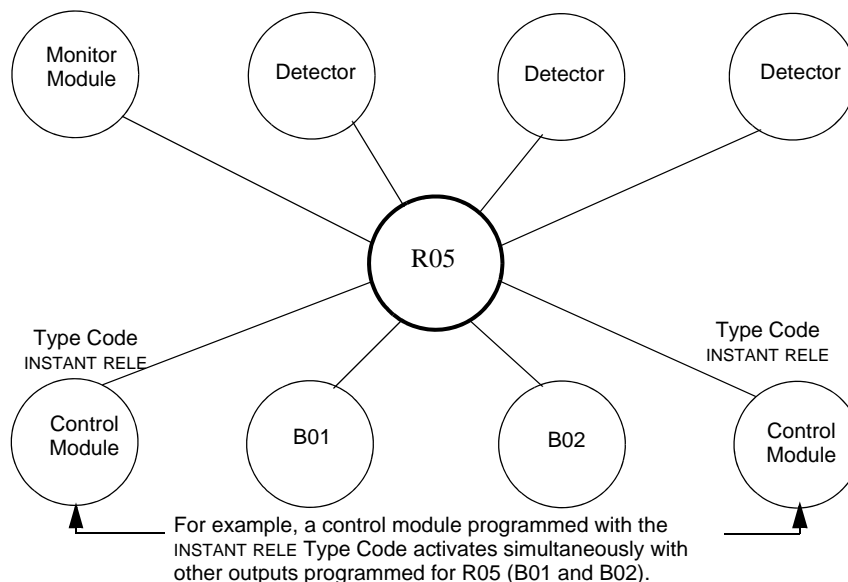 Monitor
Module
Detector
Detector
Detector
R05
Type Code
INSTANT RELE
Type Code
INSTANT RELE
Control
Module
B01
B02
Control
Module
For example, a control module programmed with the
INSTANT RELE Type Code activates simultaneously with
other outputs programmed for R05 (B01 and B02).